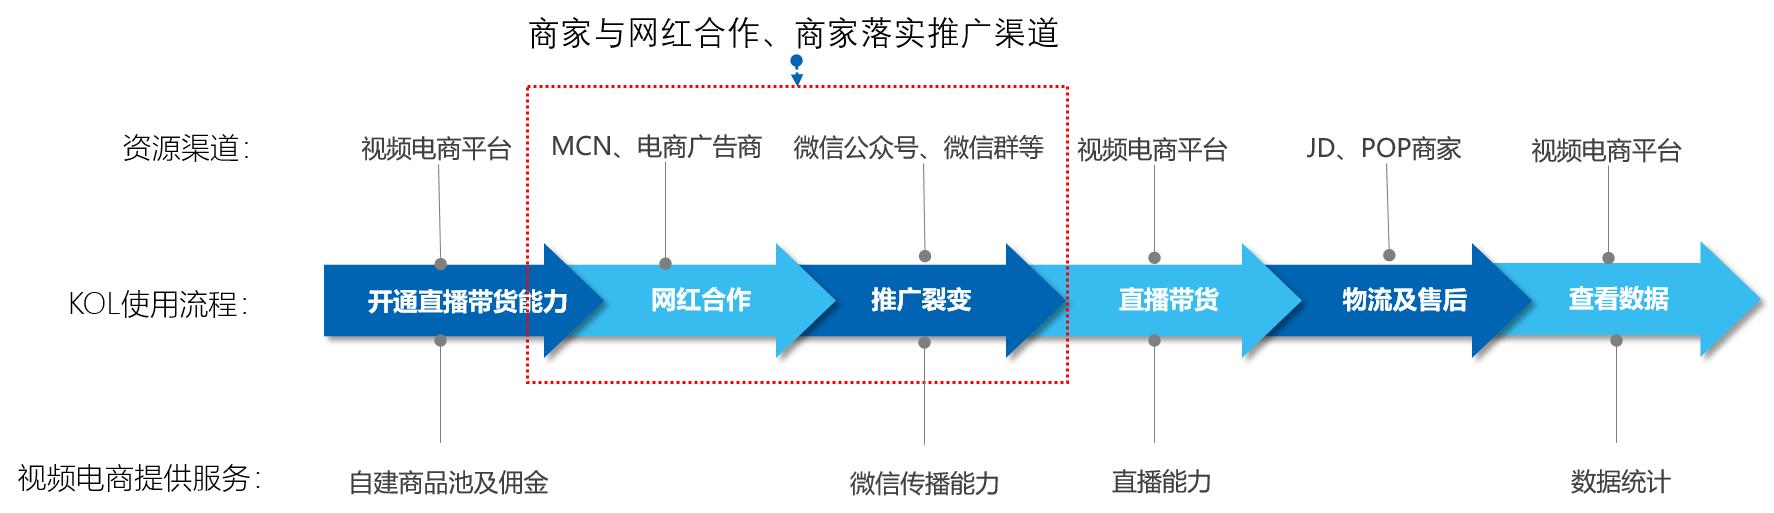 商家与网红合作、商家落实推广渠道
资源渠道：
视频电商平台
MCN、电商广告商
微信公众号、微信群等
视频电商平台
JD、POP商家
视频电商平台
KOL使用流程：
开通直播带货能力
网红合作
推广裂变
直播带货
物流及售后
查看数据
视频电商提供服务：
自建商品池及佣金
微信传播能力
直播能力
数据统计